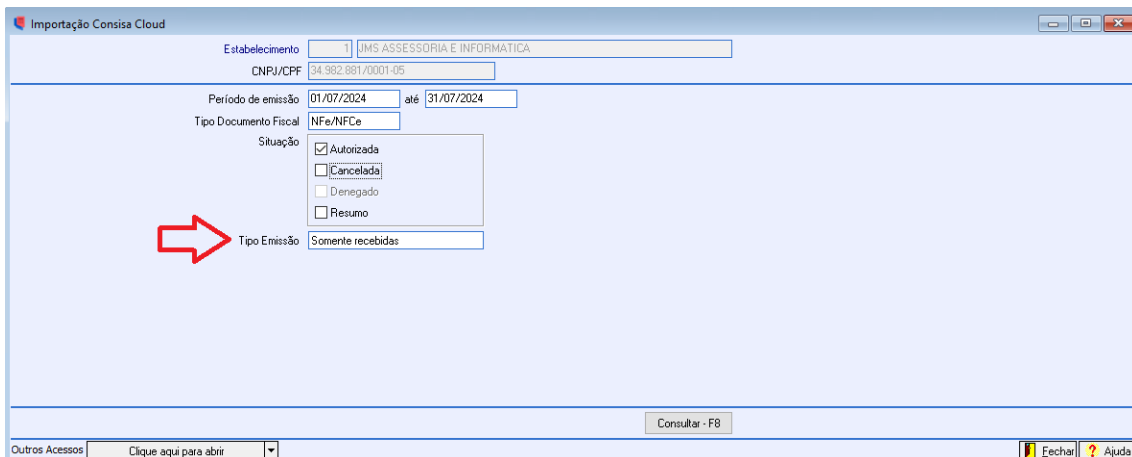 Importação Consisa Cloud
Estabelecimento 1 JMS ASSESSORIA E INFORMATICA
CNPJ/CPF 34.982.881/0001-05
Período de emissão 01/07/2024 até 31/07/2024
Tipo Documento Fiscal NFe/NFCe
Situação
Autorizada
Cancelada
Denegado
Resumo
Tipo Emissão Somente recebidas
Consultar - F8
Outros Acessos Clique aqui para abrir Fechar ? Ajuda